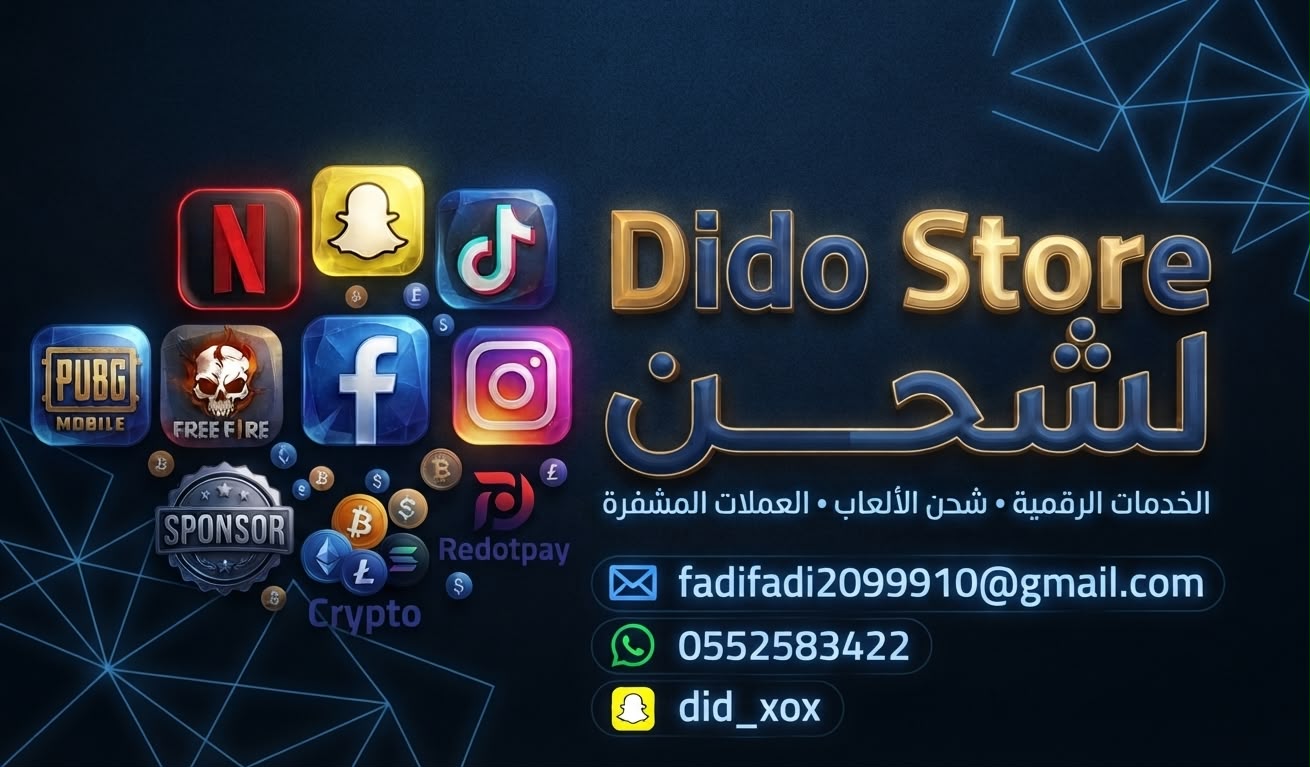 Dido Store
لشحن
الخدمات الرقمية • شحن الألعاب • العملات المشفرة
fadifadi2099910@gmail.com
0552583422
did_xox
N
PUBG
MOBILE
FREE FIRE
f
SPONSOR
Redotpay
Crypto